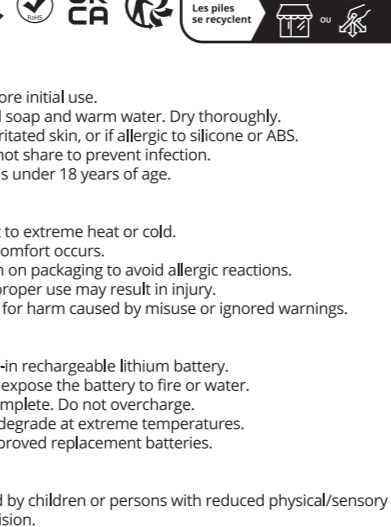 RoHS
UK
CA
Les piles
se recyclent
OU
ore initial use.
soap and warm water. Dry thoroughly.
ritated skin, or if allergic to silicone or ABS.
not share to prevent infection.
s under 18 years of age.
to extreme heat or cold.
omfort occurs.
n on packaging to avoid allergic reactions.
proper use may result in injury.
for harm caused by misuse or ignored warnings.
-in rechargeable lithium battery.
expose the battery to fire or water.
mplete. Do not overcharge.
degrade at extreme temperatures.
proved replacement batteries.
d by children or persons with reduced physical/sensory
ision.